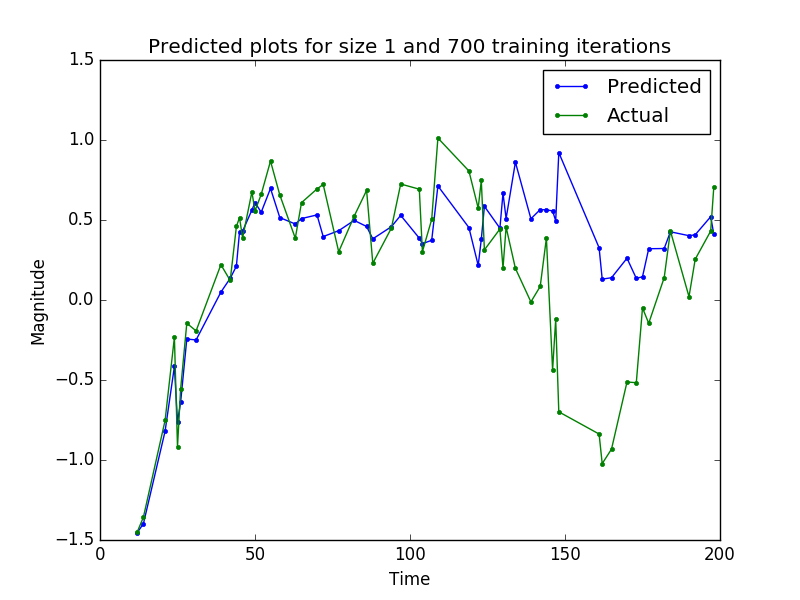 Predicted plots for size 1 and 700 training iterations
Predicted
Actual
1.5
1.0
0.5
0.0
−0.5
−1.0
−1.5
Magnitude
0 50 100 150 200
Time